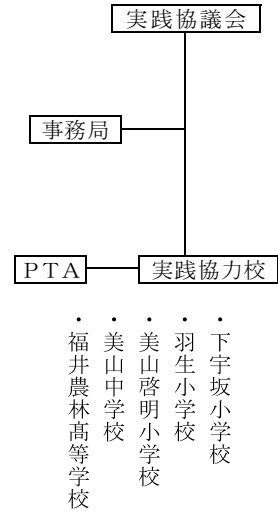 実践協議会
事務局
PTA
実践協力校
・下宇坂小学校
・羽生小学校
・美山啓明小学校
・美山中学校
・福井農林髙等学校